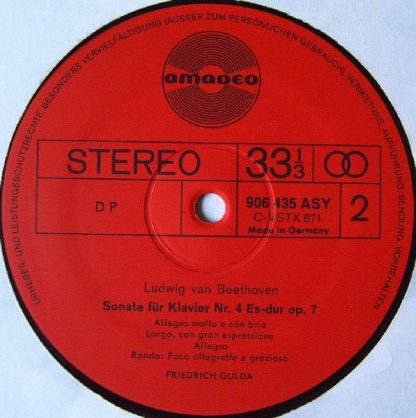 URHEBER- UND LEISTUNGSSCHUTZRECHTE, BESONDERS VERVIELFÄLTIGUNG (AUSSER ZUM PERSÖNLICHEN GEBRAUCH), VERMIETUNG, AUFFÜHRUNG, SENDUNG, VORBEHALTEN
AMADEO
STEREO 33⅓
DP 906 435 ASY 2
C-AVSTX 871
Made in Germany
Ludwig van Beethoven
Sonate für Klavier Nr. 4 Es-dur op. 7
Allegro molto e con brio
Largo, con gran espressione
Allegro
Rondo: Poco allegretto e grazioso
FRIEDRICH GULDA